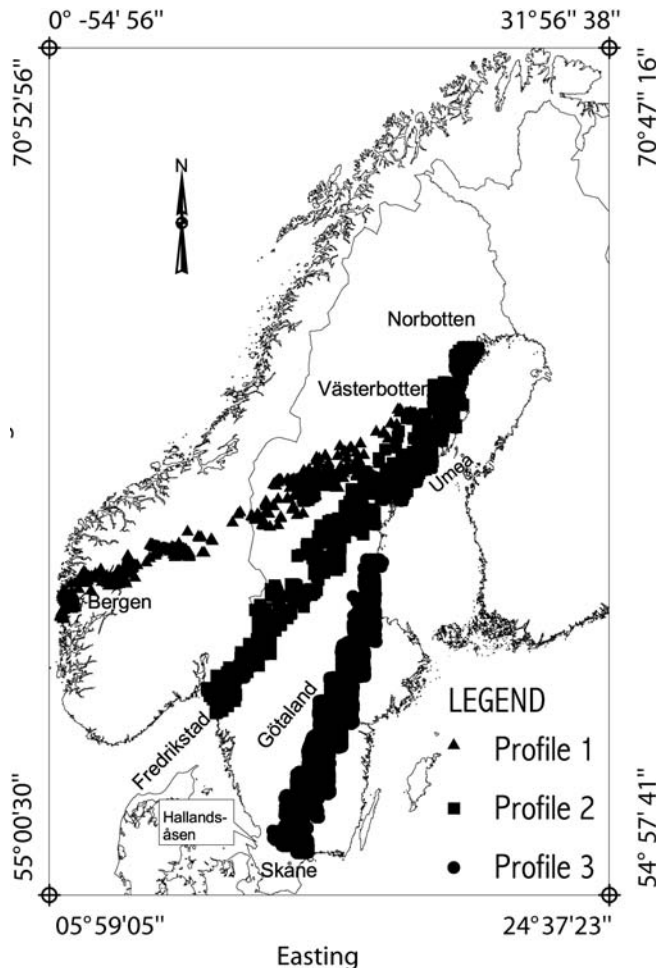 0° -54' 56"
31°56" 38"
70°52"56"
70°47" 16"
N
Norbotten
Västerbotten
Umeå
Bergen
Götaland
LEGEND
Profile 1
Fredrikstad
Profile 2
Hallands-
åsen
Profile 3
Skåne
55°00'30"
54° 57' 41"
05°59'05"
24°37'23"
Easting